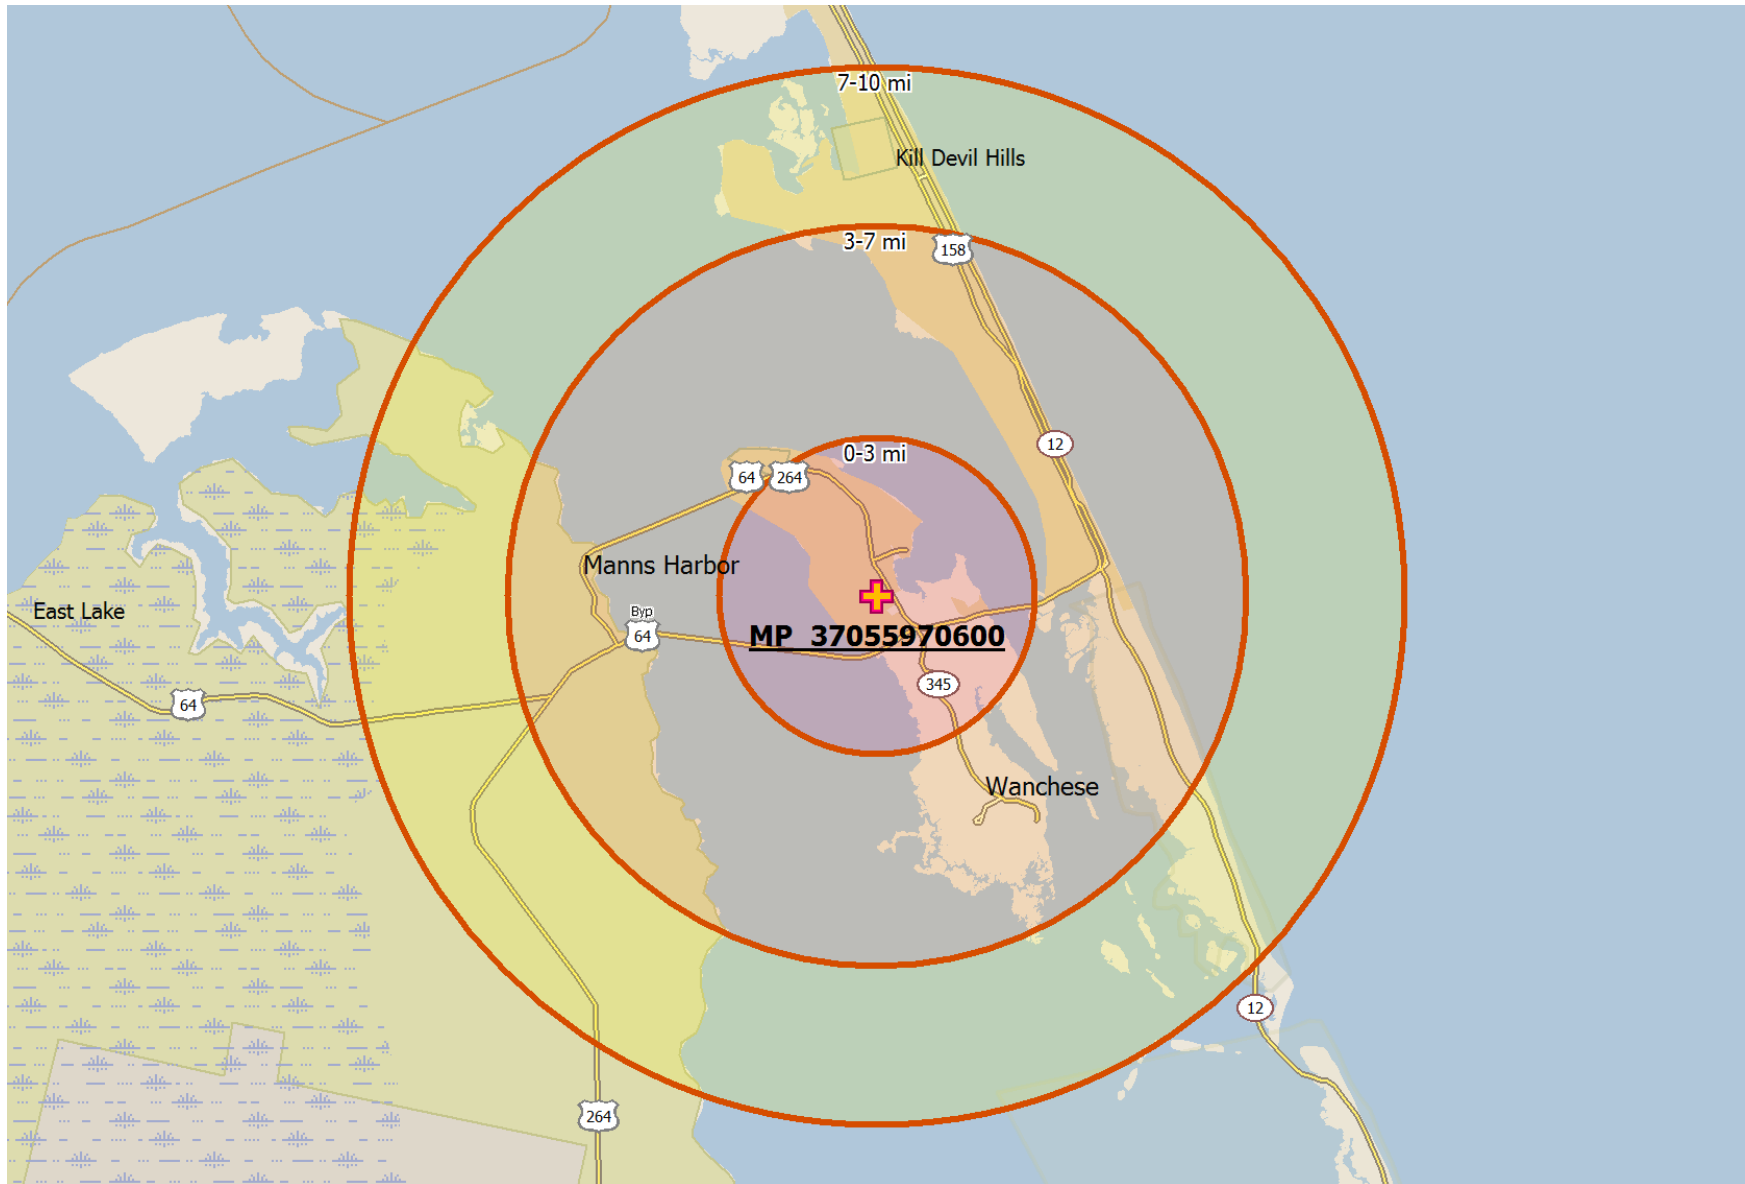 7-10 mi
Kill Devil Hills
3-7 mi
158
12
0-3 mi
64
264
Manns Harbor
East Lake
Byp
64
MP_37055970600
345
64
Wanchese
12
264